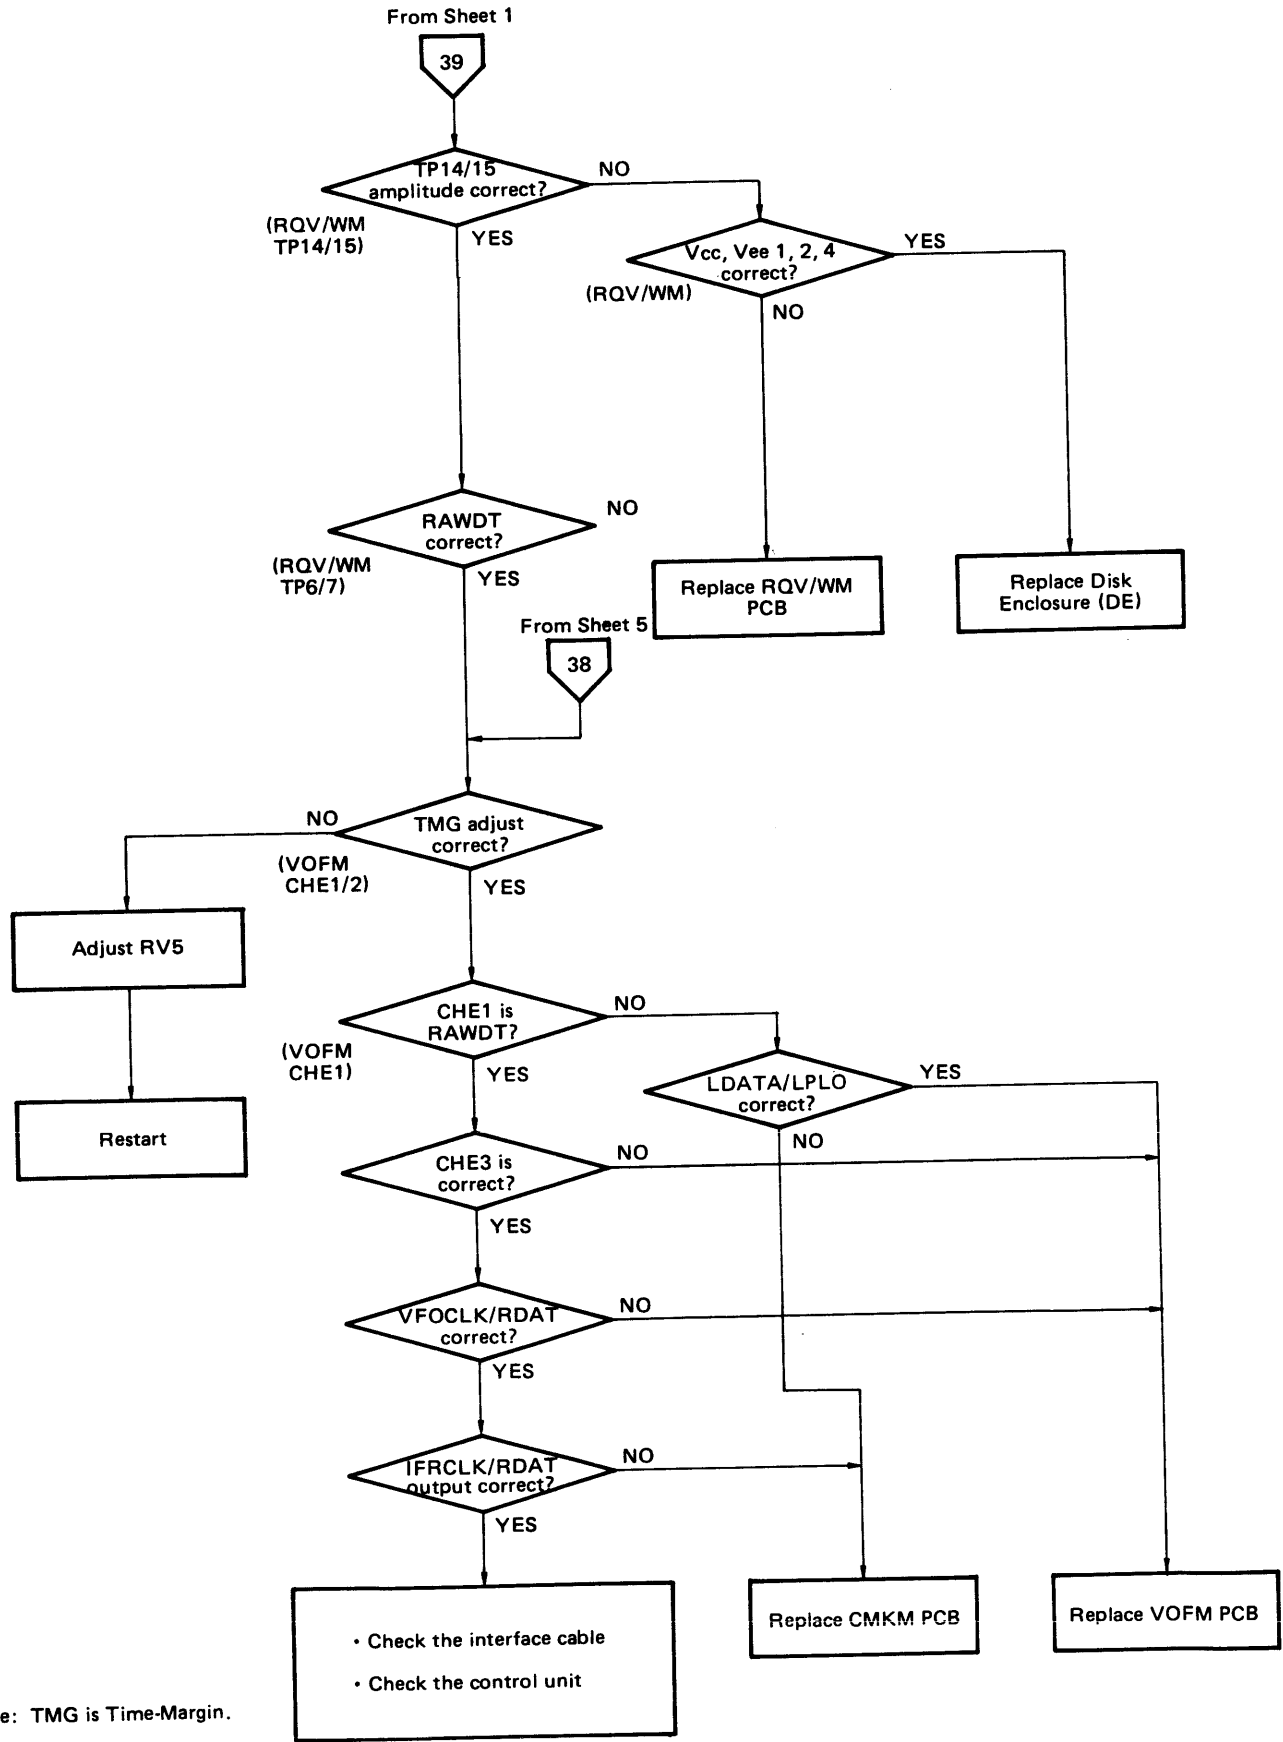 From Sheet 1
39
TP14/15
amplitude correct?
NO
(RQV/WM
TP14/15)
YES
Vcc, Vee 1, 2, 4
correct?
YES
(RQV/WM)
NO
RAWDT
correct?
NO
(RQV/WM
TP6/7)
YES
Replace RQV/WM
PCB
Replace Disk
Enclosure (DE)
From Sheet 5
38
NO
TMG adjust
correct?
(VOFM
CHE1/2)
YES
Adjust RV5
CHE1 is
RAWDT?
NO
(VOFM
CHE1)
YES
LDATA/LPLO
correct?
YES
NO
Restart
CHE3 is
correct?
NO
YES
VFOCLK/RDAT
correct?
NO
YES
IFRCLK/RDAT
output correct?
NO
YES
• Check the interface cable
• Check the control unit
Replace CMKM PCB
Replace VOFM PCB
e: TMG is Time-Margin.